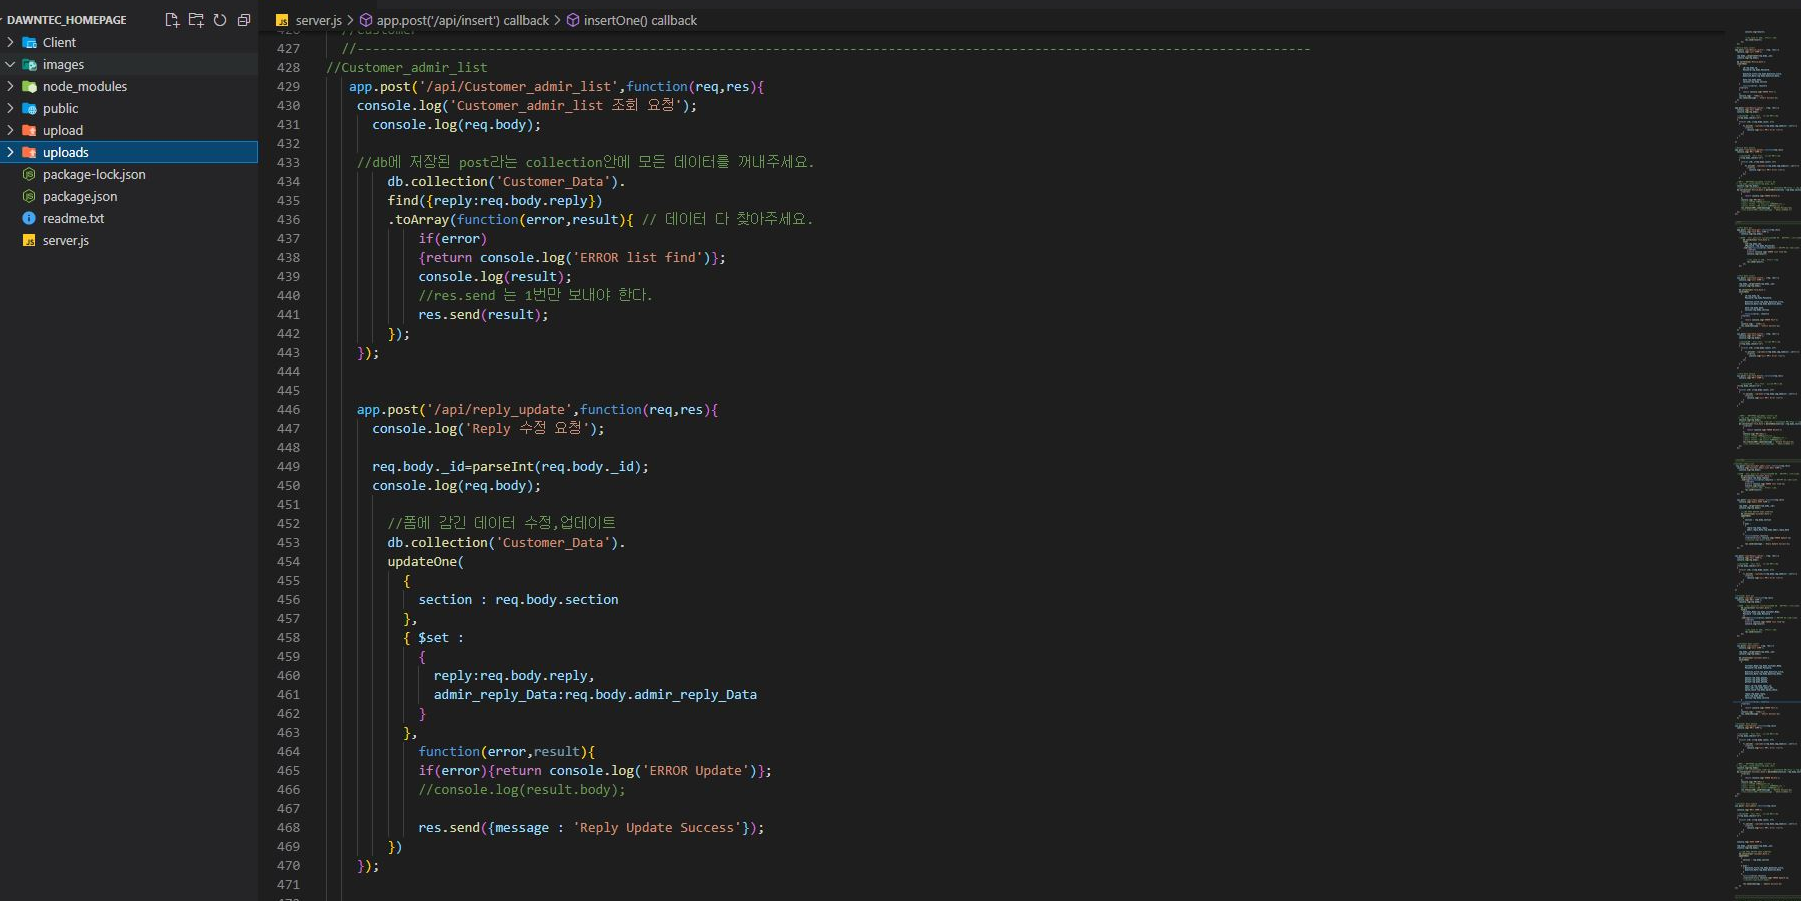 DAWNTEC_HOMEPAGE
Client
images
node_modules
public
upload
uploads
package-lock.json
package.json
readme.txt
server.js
server.js > app.post('/api/insert') callback > insertOne() callback
426 //customer
427 //----------------------------------------------------------------------------------------------------------------------------
428 //Customer_admir_list
429 app.post('/api/Customer_admir_list',function(req,res){
430 console.log('Customer_admir_list 조회 요청');
431 console.log(req.body);
432
433 //db에 저장된 post라는 collection안에 모든 데이터를 꺼내주세요.
434 db.collection('Customer_Data').
435 find({reply:req.body.reply})
436 .toArray(function(error,result){ // 데이터 다 찾아주세요.
437 if(error)
438 {return console.log('ERROR list find')};
439 console.log(result);
440 //res.send 는 1번만 보내야 한다.
441 res.send(result);
442 });
443 });
444
445
446 app.post('/api/reply_update',function(req,res){
447 console.log('Reply 수정 요청');
448
449 req.body._id=parseInt(req.body._id);
450 console.log(req.body);
451
452 //폼에 감긴 데이터 수정,업데이트
453 db.collection('Customer_Data').
454 updateOne(
455 {
456 section : req.body.section
457 },
458 { $set :
459 {
460 reply:req.body.reply,
461 admir_reply_Data:req.body.admir_reply_Data
462 }
463 },
464 function(error,result){
465 if(error){return console.log('ERROR Update')};
466 //console.log(result.body);
467
468 res.send({message : 'Reply Update Success'});
469 })
470 });
471